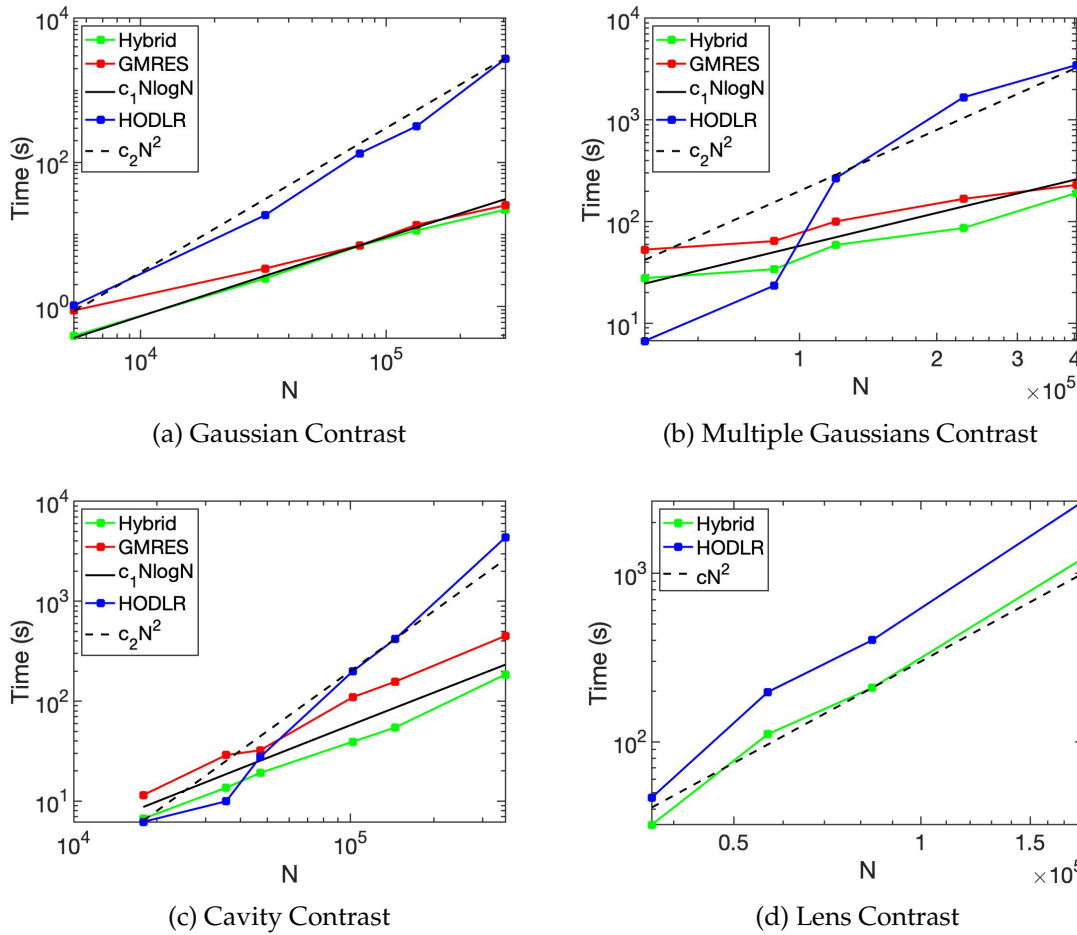 10^4
10^2
10^0
Time (s)
Hybrid
GMRES
c_1NlogN
HODLR
c_2N^2
10^4
10^5
N
(a) Gaussian Contrast
10^4
10^3
10^2
10^1
Time (s)
Hybrid
GMRES
c_1NlogN
HODLR
c_2N^2
1
2
3
4
N
×10^5
(b) Multiple Gaussians Contrast
10^4
10^3
10^2
10^1
Time (s)
Hybrid
GMRES
c_1NlogN
HODLR
c_2N^2
10^4
10^5
N
(c) Cavity Contrast
10^3
10^2
Time (s)
Hybrid
HODLR
cN^2
0.5
1
1.5
N
×10^5
(d) Lens Contrast